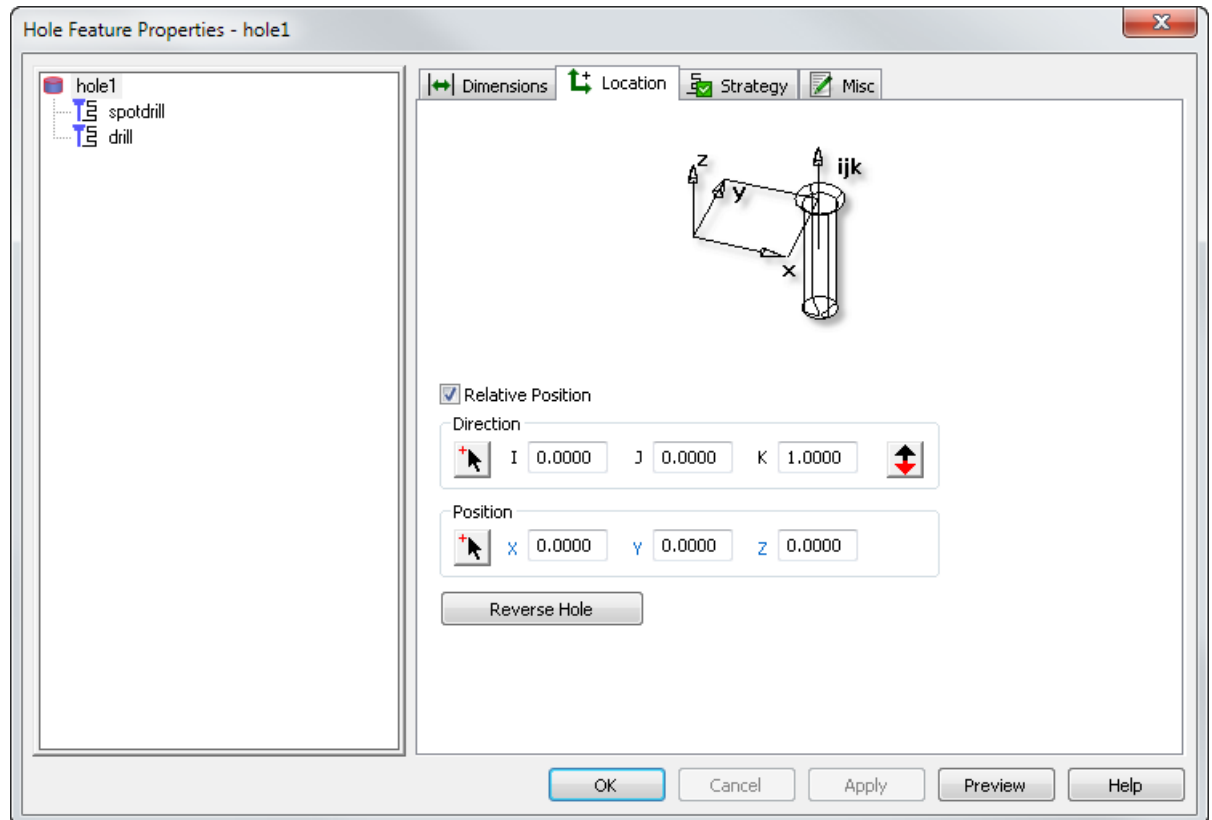 Hole Feature Properties - hole1
hole1
spotdrill
drill
Dimensions Location Strategy Misc
z
ijk
y
x
Relative Position
Direction
I 0.0000 J 0.0000 K 1.0000
Position
X 0.0000 Y 0.0000 Z 0.0000
Reverse Hole
OK Cancel Apply Preview Help